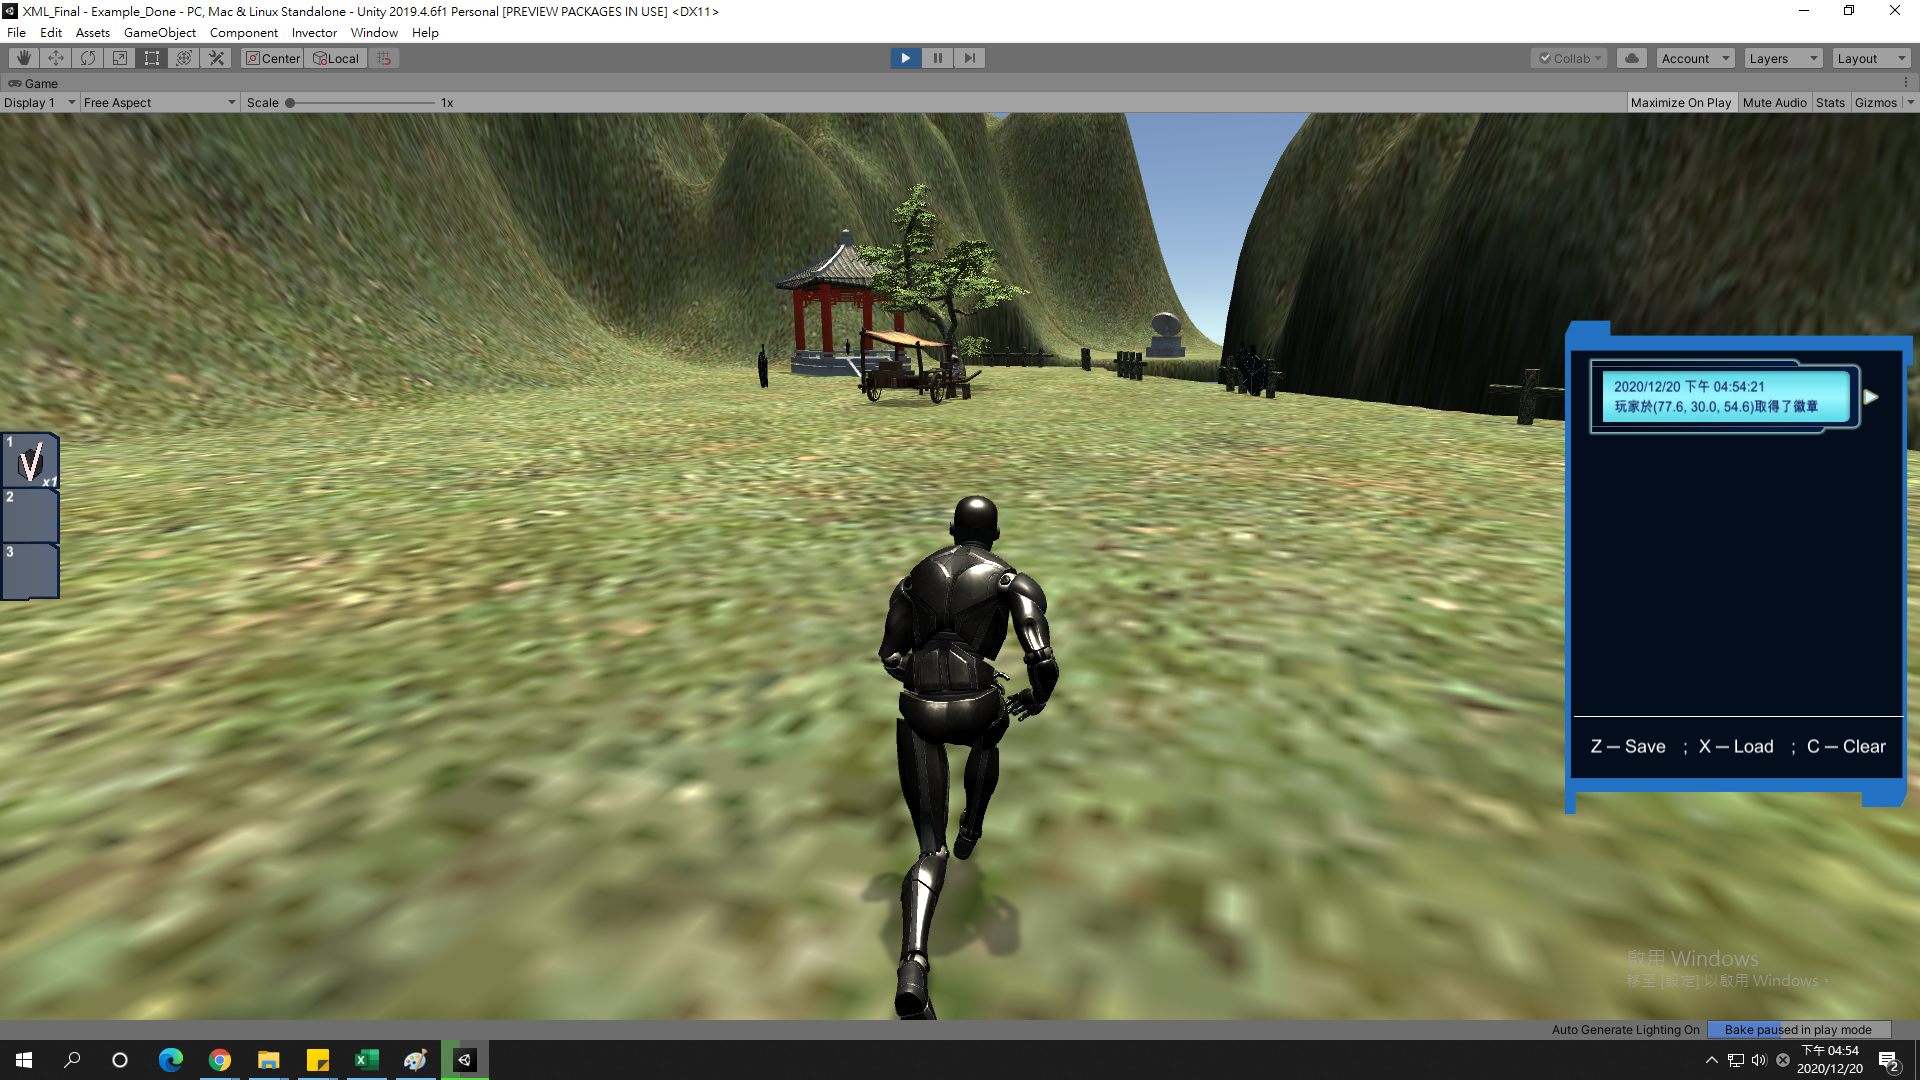 XML_Final - Example_Done - PC, Mac & Linux Standalone - Unity 2019.4.6f1 Personal [PREVIEW PACKAGES IN USE] <DX11>
File Edit Assets GameObject Component Invector Window Help
Center Local Collab Account Layers Layout
Game
Display 1 Free Aspect Scale 1x Maximize On Play Mute Audio Stats Gizmos
2020/12/20 下午 04:54:21
玩家於(77.6, 30.0, 54.6)取得了徽章
1
x1
2
3
Z — Save ; X — Load ; C — Clear
啟用 Windows
移至 [設定] 以啟用 Windows。
Auto Generate Lighting On Bake paused in play mode
下午 04:54
2020/12/20
2